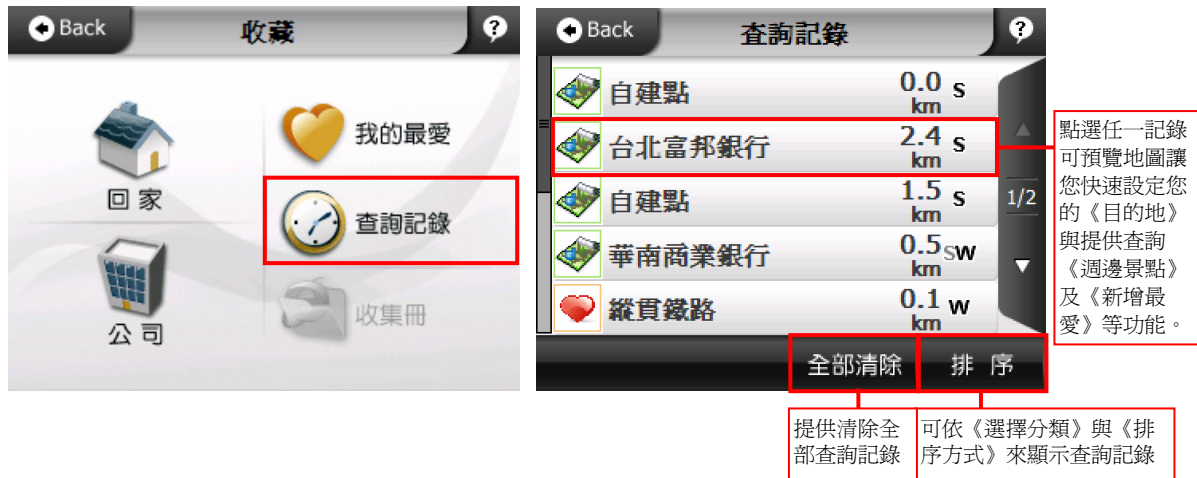 Back
收藏
?
回家
我的最愛
查詢記錄
公司
收集冊
Back
查詢記錄
?
自建點
0.0 S
km
台北富邦銀行
2.4 S
km
自建點
1.5 S
km
華南商業銀行
0.5 SW
km
縱貫鐵路
0.1 W
km
1/2
全部清除
排 序
點選任一記錄
可預覽地圖讓
您快速設定您
的《目的地》
與提供查詢
《週邊景點》
及《新增最
愛》等功能。
提供清除全
部查詢記錄
可依《選擇分類》與《排
序方式》來顯示查詢記錄